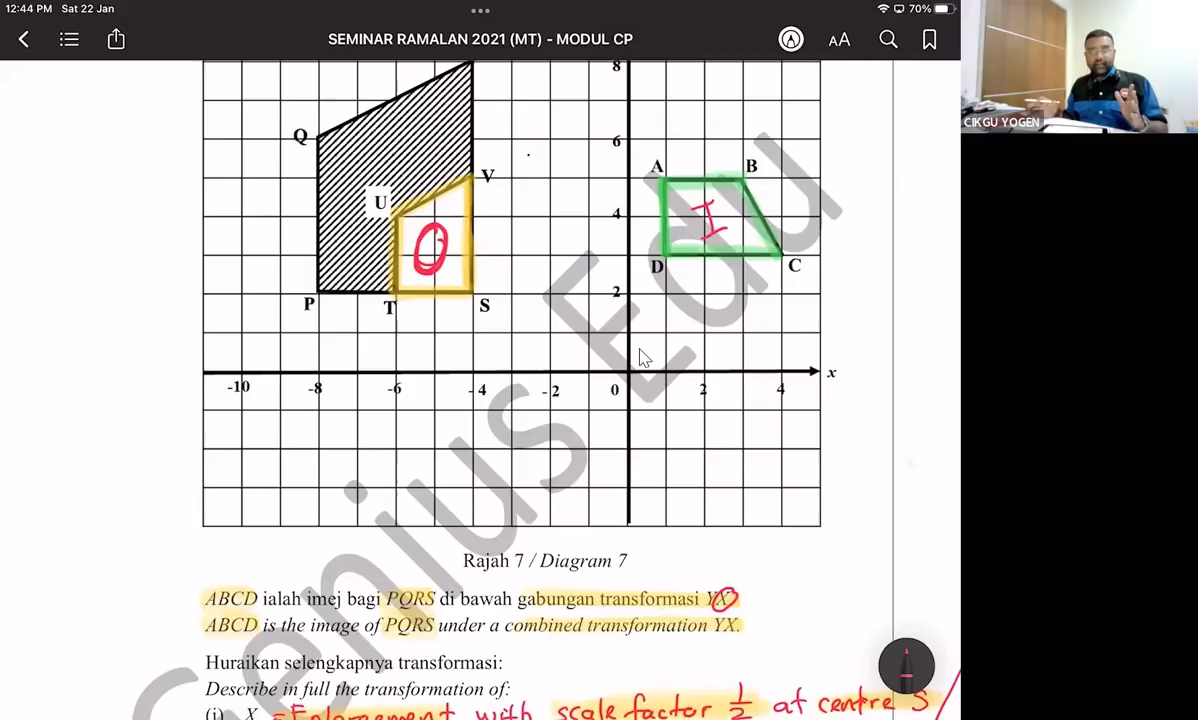 12:44 PM Sat 22 Jan
70%
SEMINAR RAMALAN 2021 (MT) - MODUL CP
AA
CIKGU YOGEN
8
Q
6
A
B
V
U
4
O
I
D
C
P
T
S
2
x
-10
-8
-6
-4
-2
0
2
4
Genius Edu
Rajah 7 / Diagram 7
ABCD ialah imej bagi PQRS di bawah gabungan transformasi YX
ABCD is the image of PQRS under a combined transformation YX.
Huraikan selengkapnya transformasi:
Describe in full the transformation of:
(i) X = Enlargement with scale factor 1/2 at centre S /